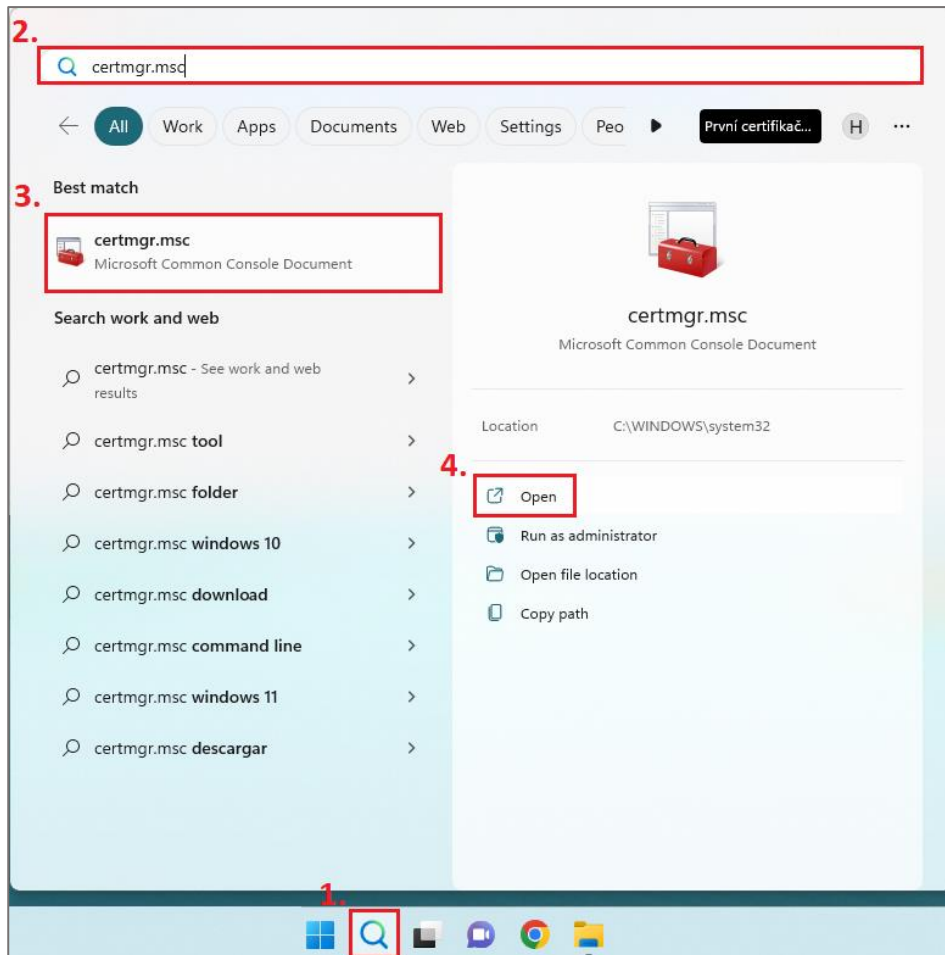 2.
certmgr.msc
All Work Apps Documents Web Settings Peo První certifikač... H ...
3.
Best match
certmgr.msc
Microsoft Common Console Document
Search work and web
certmgr.msc - See work and web
results
certmgr.msc tool
certmgr.msc folder
certmgr.msc windows 10
certmgr.msc download
certmgr.msc command line
certmgr.msc windows 11
certmgr.msc descargar
certmgr.msc
Microsoft Common Console Document
Location C:\WINDOWS\system32
4.
Open
Run as administrator
Open file location
Copy path
1.